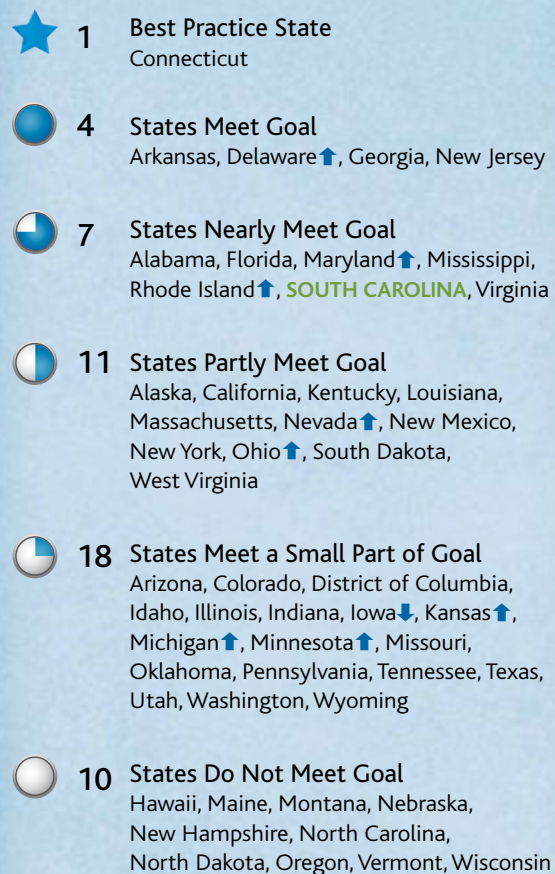 1 Best Practice State
Connecticut
4 States Meet Goal
Arkansas, Delaware⬆, Georgia, New Jersey
7 States Nearly Meet Goal
Alabama, Florida, Maryland⬆, Mississippi,
Rhode Island⬆, SOUTH CAROLINA, Virginia
11 States Partly Meet Goal
Alaska, California, Kentucky, Louisiana,
Massachusetts, Nevada⬆, New Mexico,
New York, Ohio⬆, South Dakota,
West Virginia
18 States Meet a Small Part of Goal
Arizona, Colorado, District of Columbia,
Idaho, Illinois, Indiana, Iowa⬇, Kansas⬆,
Michigan⬆, Minnesota⬆, Missouri,
Oklahoma, Pennsylvania, Tennessee, Texas,
Utah, Washington, Wyoming
10 States Do Not Meet Goal
Hawaii, Maine, Montana, Nebraska,
New Hampshire, North Carolina,
North Dakota, Oregon, Vermont, Wisconsin